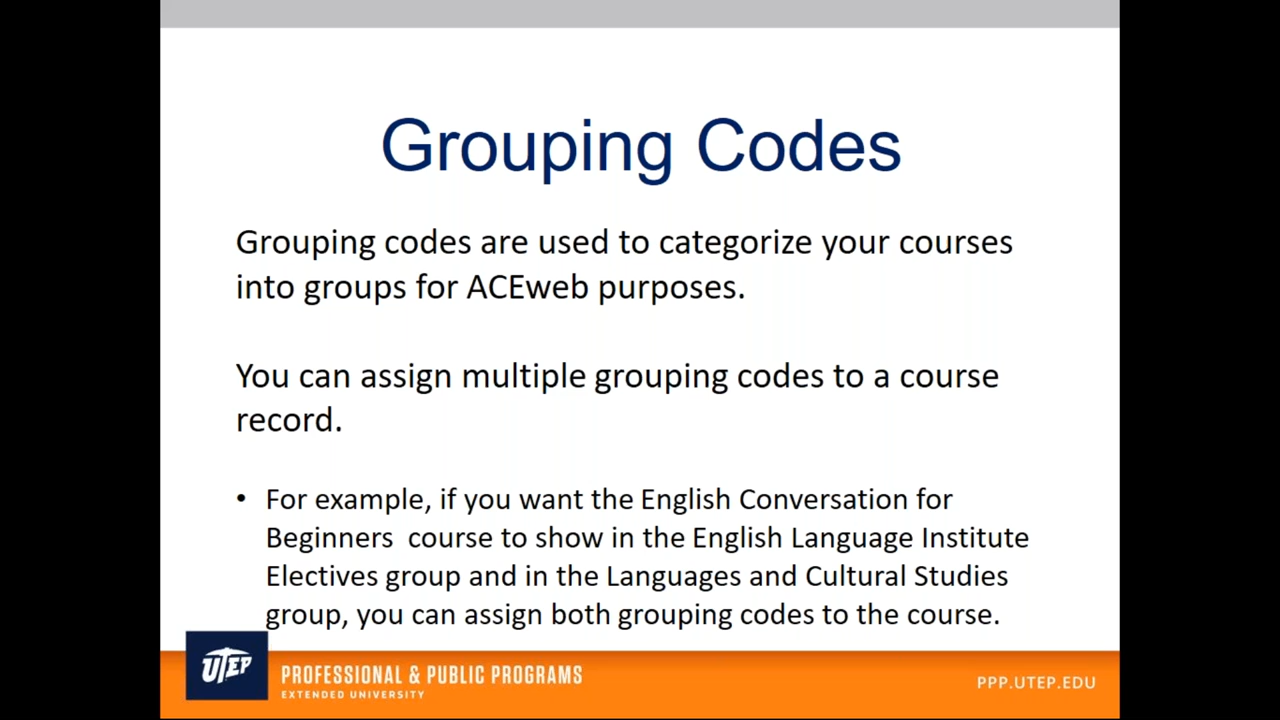 Grouping Codes
Grouping codes are used to categorize your courses
into groups for ACEweb purposes.
You can assign multiple grouping codes to a course
record.
• For example, if you want the English Conversation for
Beginners  course to show in the English Language Institute
Electives group and in the Languages and Cultural Studies
group, you can assign both grouping codes to the course.
UTEP
PROFESSIONAL & PUBLIC PROGRAMS
EXTENDED UNIVERSITY
PPP.UTEP.EDU